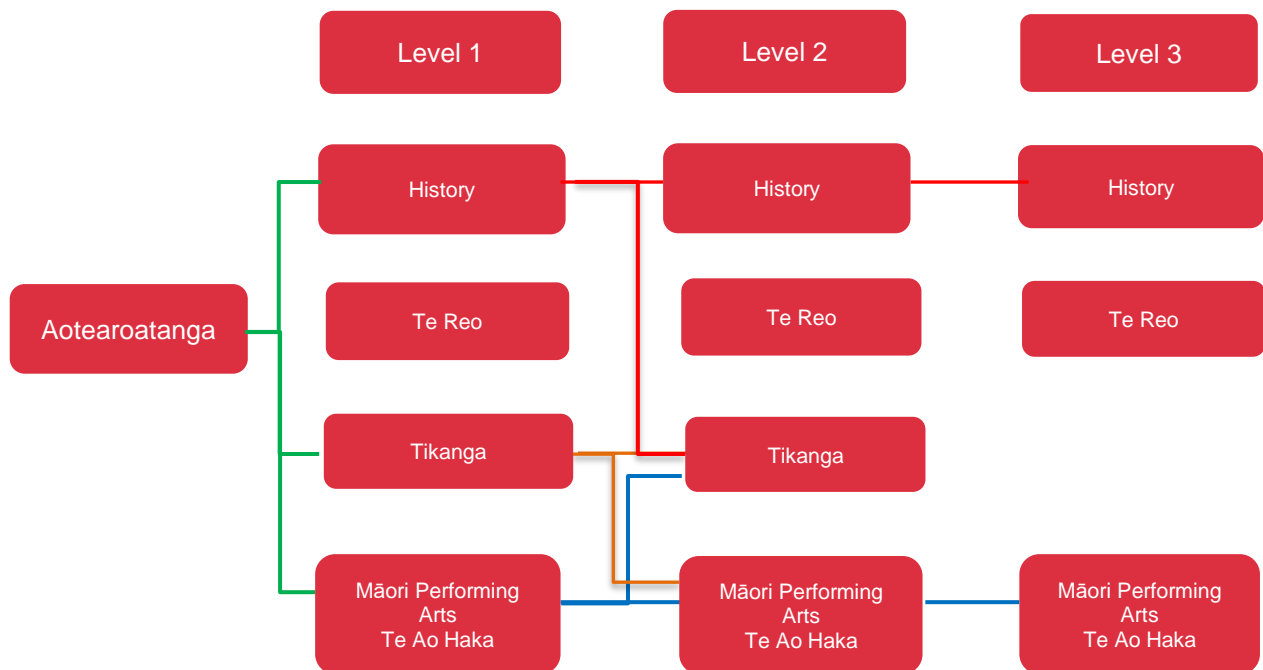 Level 1
Level 2
Level 3
History
History
History
Aotearoatanga
Te Reo
Te Reo
Te Reo
Tikanga
Tikanga
Māori Performing
Arts
Te Ao Haka
Māori Performing
Arts
Te Ao Haka
Māori Performing
Arts
Te Ao Haka